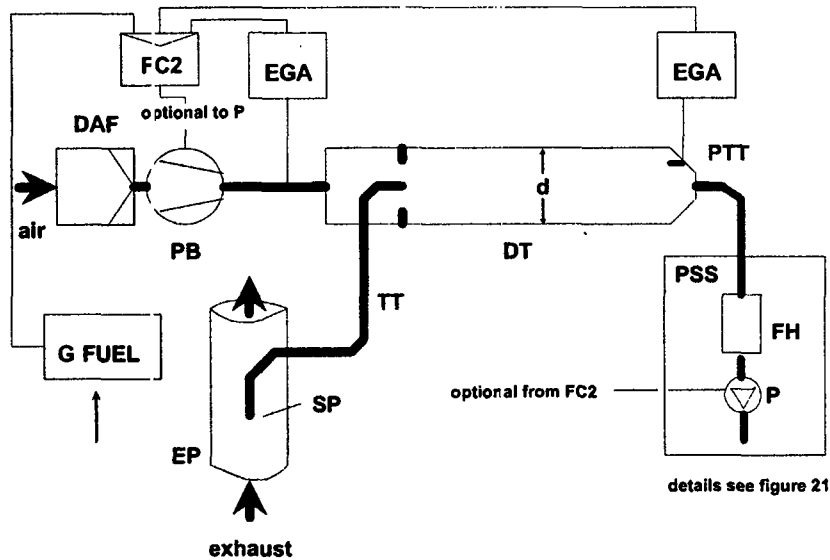 FC2
EGA
EGA
optional to P
DAF
PTT
d
air
PB
DT
PSS
TT
FH
G FUEL
SP
optional from FC2
P
EP
details see figure 21
exhaust